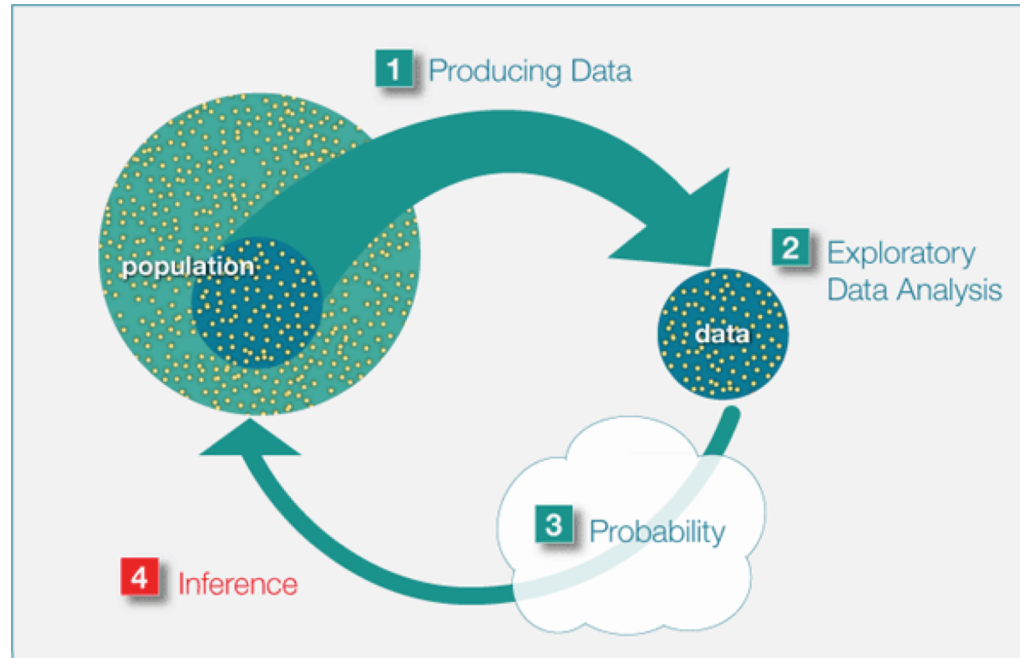 1 Producing Data
population
2 Exploratory
Data Analysis
data
3 Probability
4 Inference